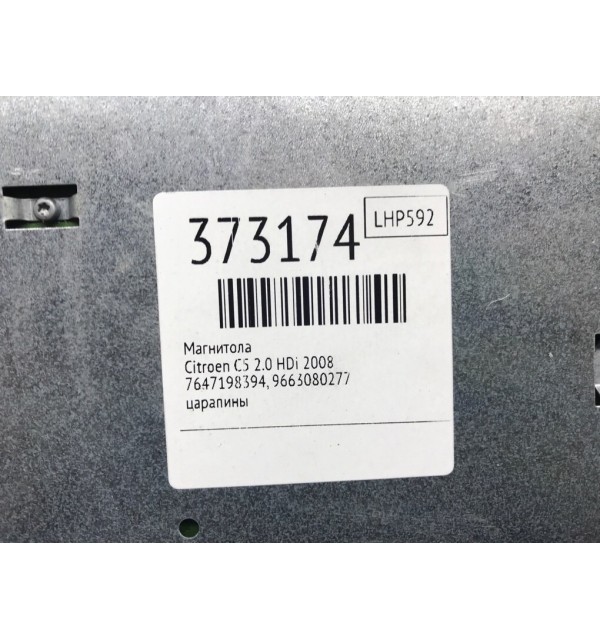 373174
LHP592
Магнитола
Citroen C5 2.0 HDi 2008
7647198394, 9663080277
царапины